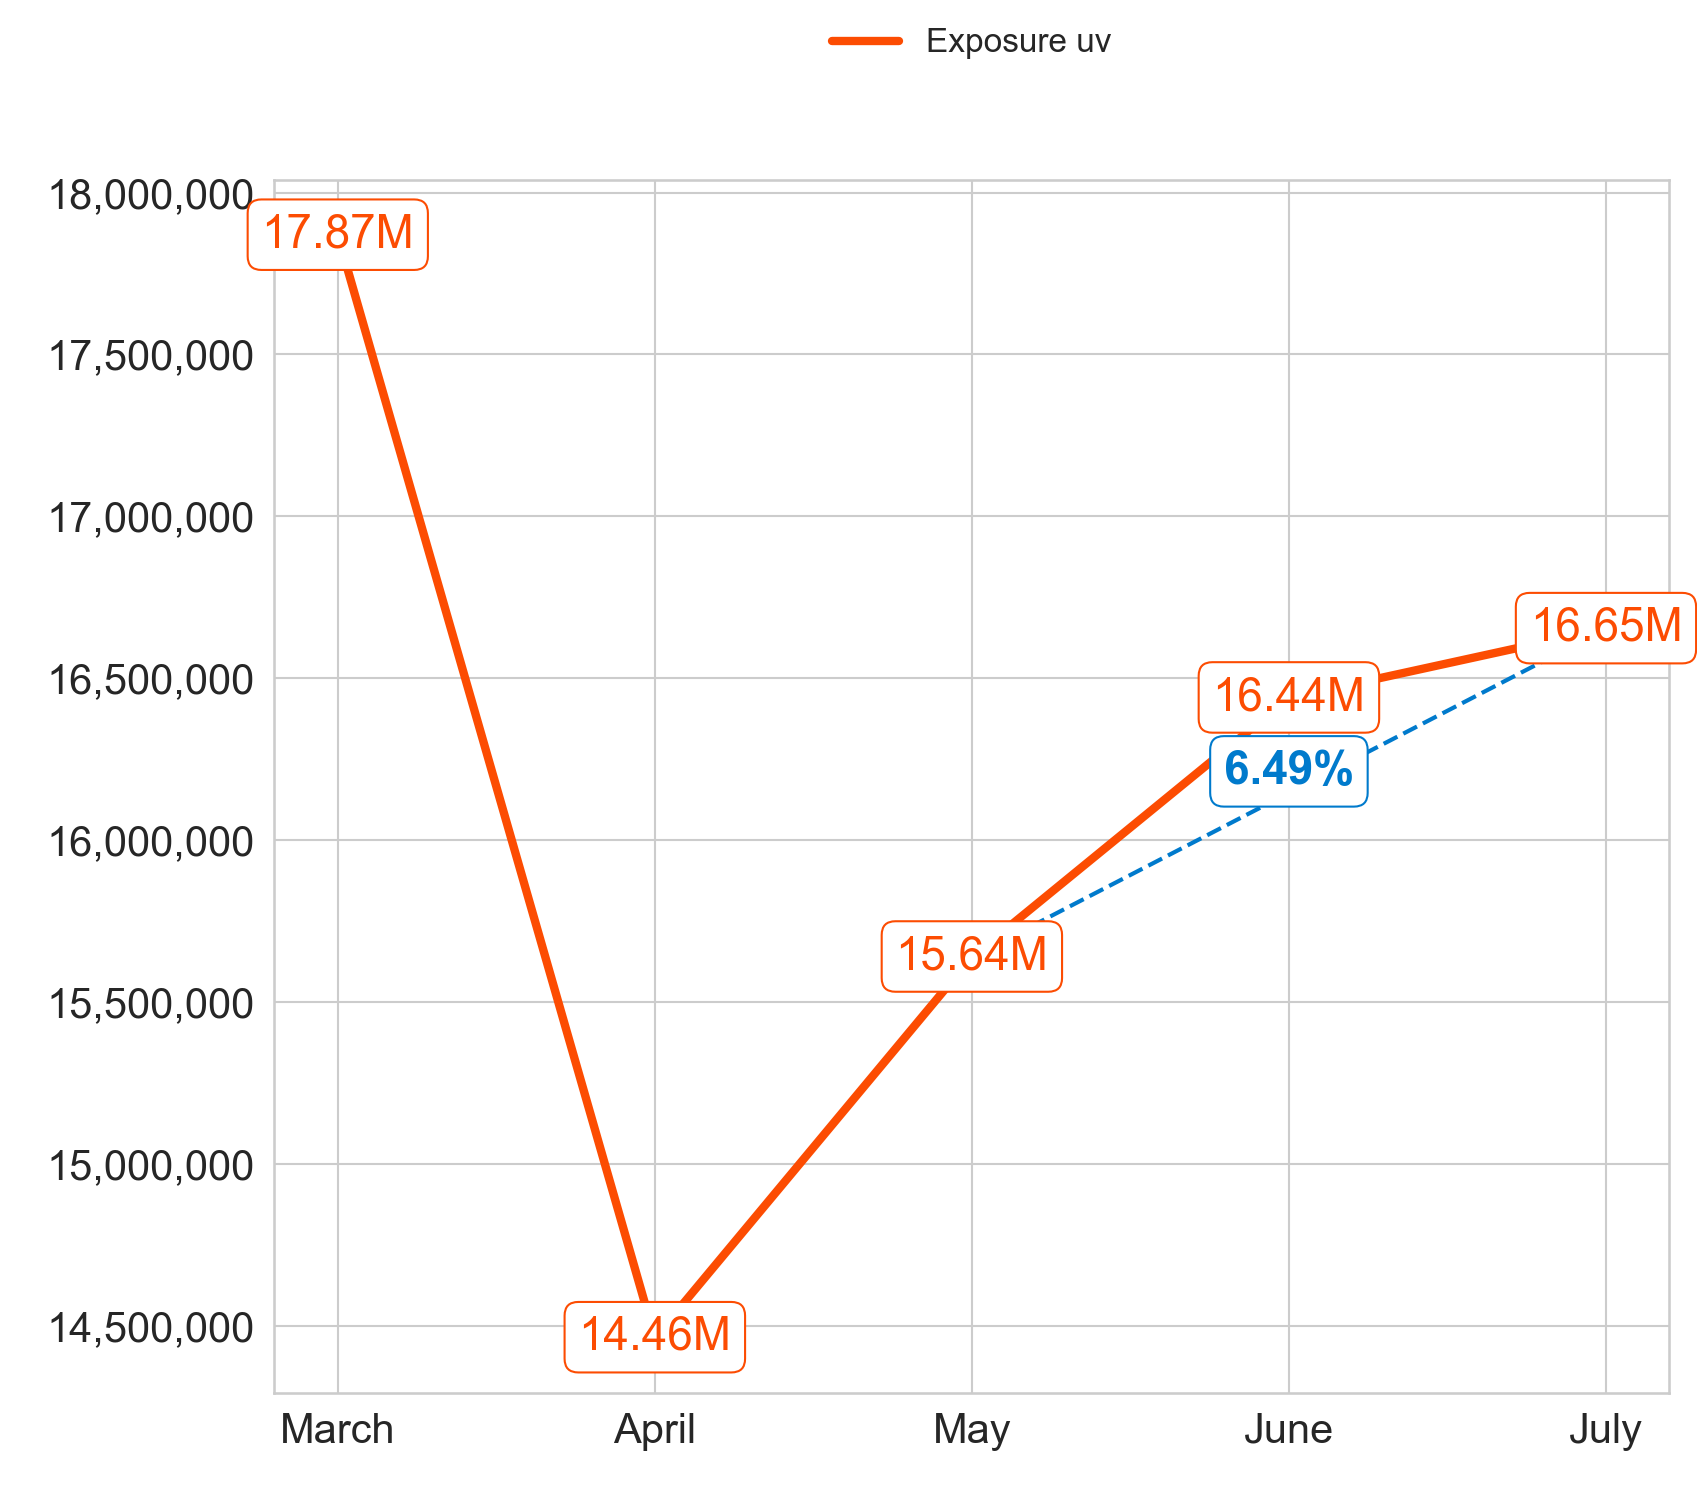 Exposure uv
18,000,000
17.87M
17,500,000
17,000,000
16.65M
16,500,000
16.44M
6.49%
16,000,000
15.64M
15,500,000
15,000,000
14,500,000
14.46M
March April May June July